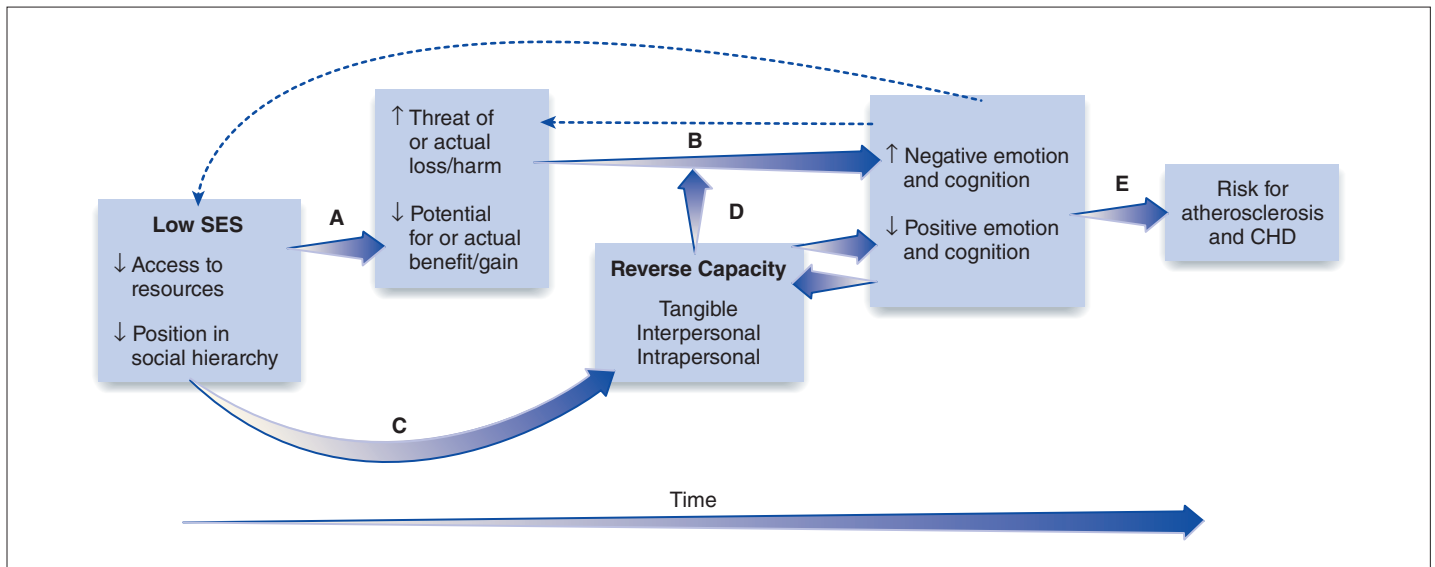 ↑ Threat of
or actual
loss/harm
↓ Potential
for or actual
benefit/gain
B
↑ Negative emotion
and cognition
↓ Positive emotion
and cognition
E
Risk for
atherosclerosis
and CHD
Low SES
↓ Access to
resources
↓ Position in
social hierarchy
A
D
Reverse Capacity
Tangible
Interpersonal
Intrapersonal
C
Time